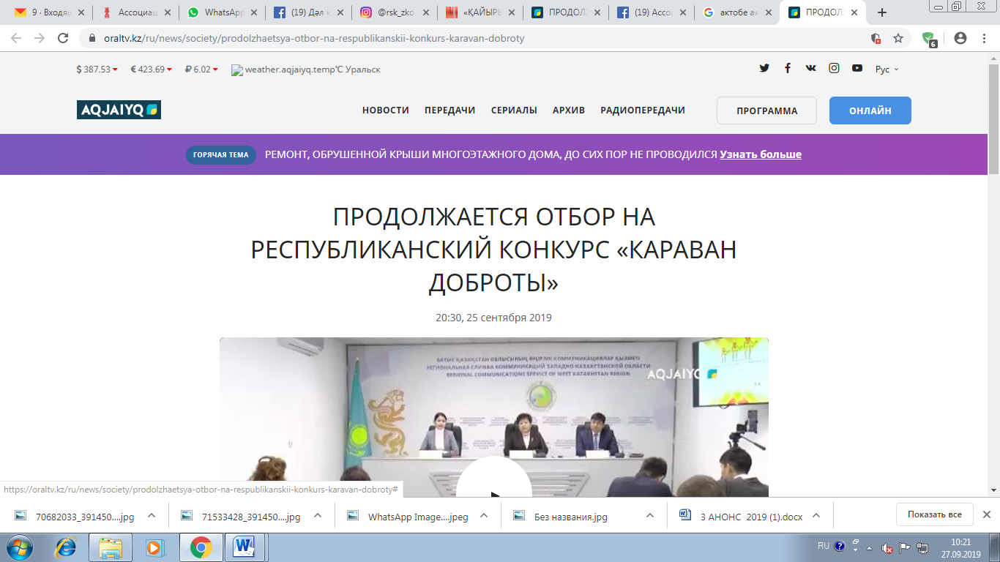 9 · Входящ
Ассоциац
WhatsApp
(19) Дәл қ
@rsk_zko
«ҚАЙЫРЫ
ПРОДОЛ
(19) Ассо
актобе ак
ПРОДОЛЖ
oraltv.kz/ru/news/society/prodolzhaetsya-otbor-na-respublikanskii-konkurs-karavan-dobroty
6
$ 387.53 € 423.69 ₽ 6.02 weather.aqjaiyq.temp°C Уральск
Рус
AQJAIYQ
НОВОСТИ ПЕРЕДАЧИ СЕРИАЛЫ АРХИВ РАДИОПЕРЕДАЧИ ПРОГРАММА ОНЛАЙН
ГОРЯЧАЯ ТЕМА РЕМОНТ, ОБРУШЕННОЙ КРЫШИ МНОГОЭТАЖНОГО ДОМА, ДО СИХ ПОР НЕ ПРОВОДИЛСЯ Узнать больше
ПРОДОЛЖАЕТСЯ ОТБОР НА
РЕСПУБЛИКАНСКИЙ КОНКУРС «КАРАВАН
ДОБРОТЫ»
20:30, 25 сентября 2019
БАТЫС ҚАЗАҚСТАН ОБЛЫСЫНЫҢ ӨҢІРЛІК КОММУНИКАЦИЯЛАР ҚЫЗМЕТІ
РЕГИОНАЛЬНАЯ СЛУЖБА КОММУНИКАЦИЙ ЗАПАДНО-КАЗАХСТАНСКОЙ ОБЛАСТИ
REGIONAL COMMUNICATIONS SERVICE OF WEST KAZAKHSTAN REGION
AQJAIYQ
https://oraltv.kz/ru/news/society/prodolzhaetsya-otbor-na-respublikanskii-konkurs-karavan-dobroty#
70682033_391450....jpg
71533428_391450....jpg
WhatsApp Image....jpeg
Без названия.jpg
3 АНОНС 2019 (1).docx
Показать все
RU
10:21
27.09.2019